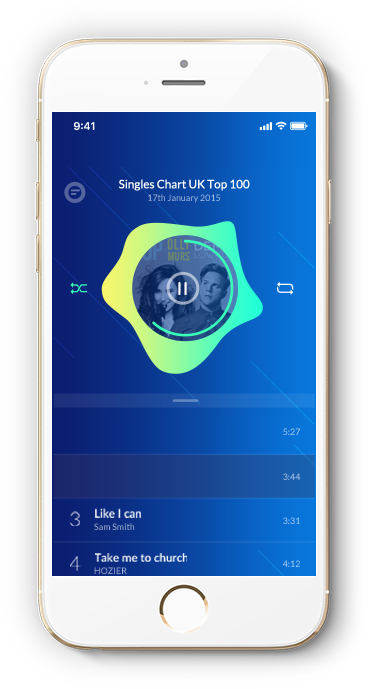 9:41
Singles Chart UK Top 100
17th January 2015
OLLY
MURS
5:27
3:44
3 Like I can 3:31
Sam Smith
4 Take me to church 4:12
HOZIER